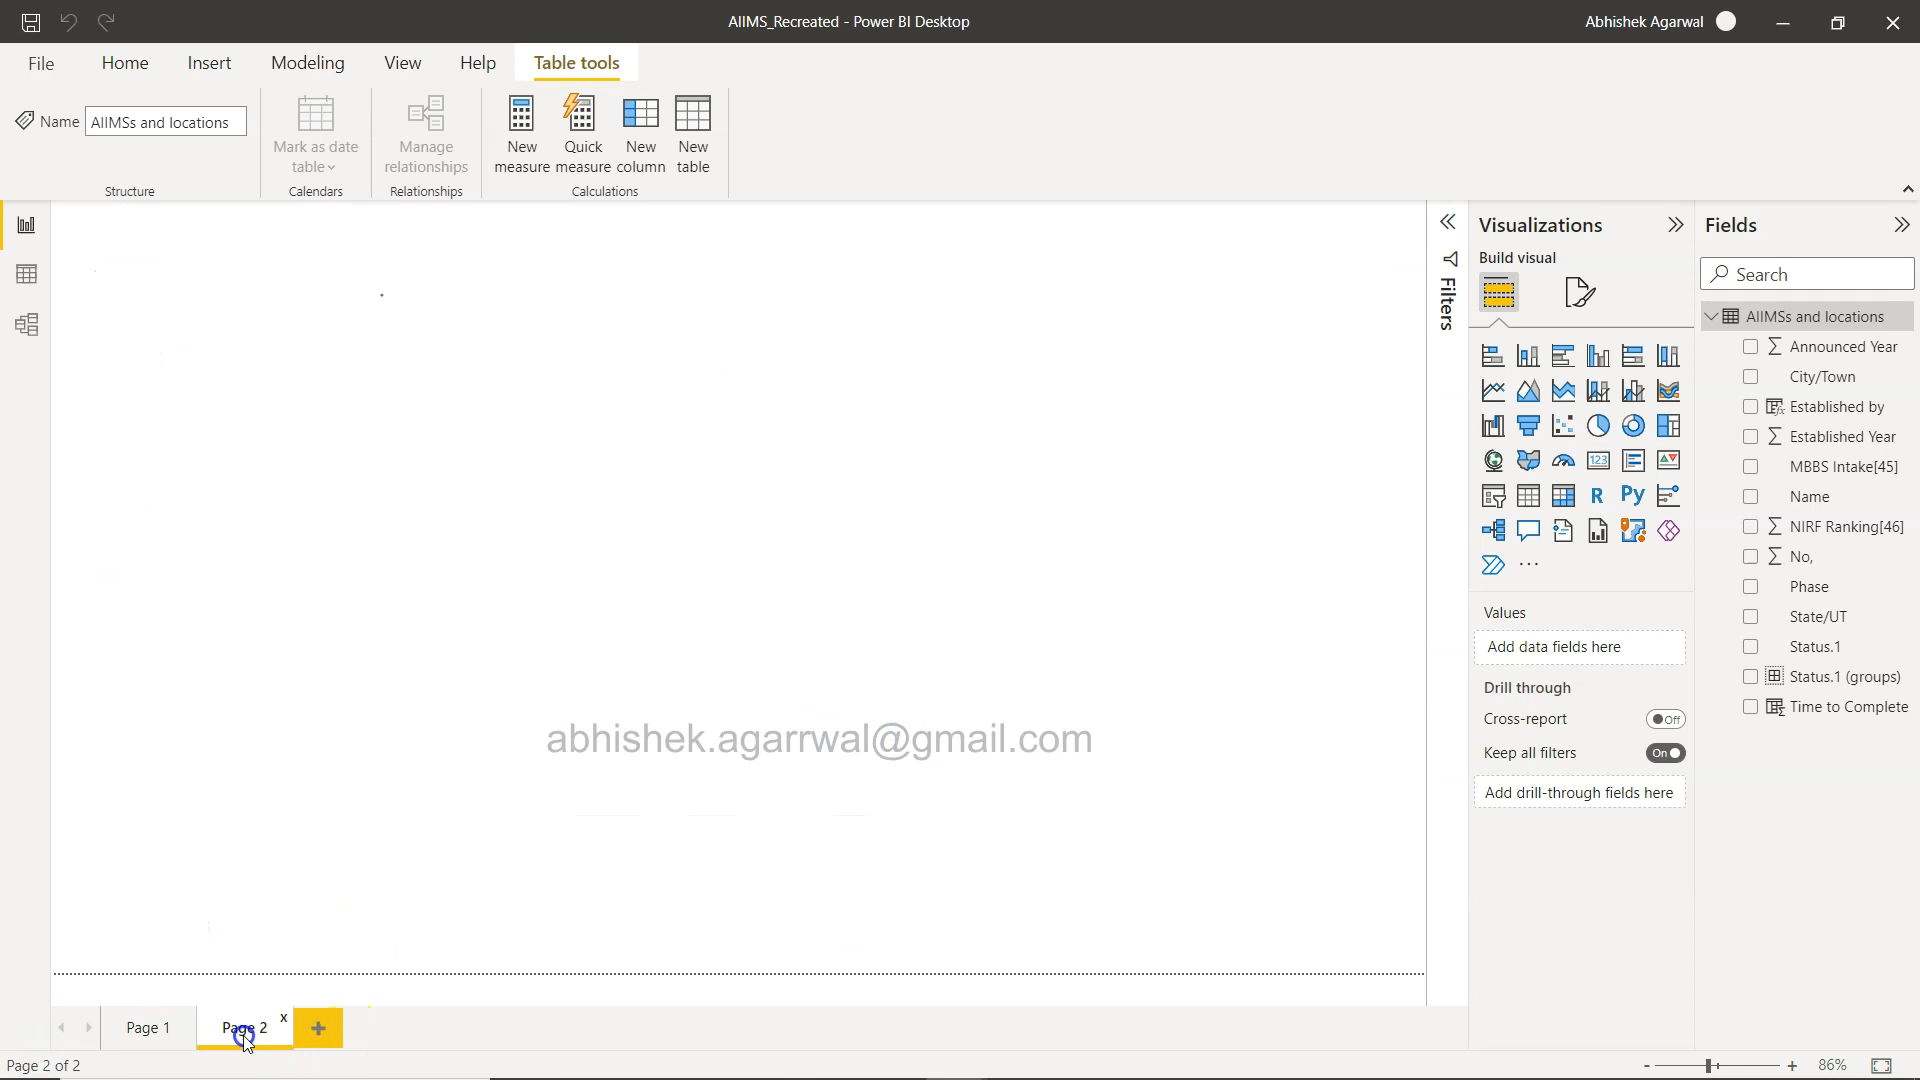 AIIMS_Recreated - Power BI Desktop
Abhishek Agarwal
File Home Insert Modeling View Help Table tools
Name AIIMSs and locations
Mark as date table
Manage relationships
New measure
Quick measure
New column
New table
Structure
Calendars
Relationships
Calculations
Filters
Visualizations
Build visual
123
R
Py
...
Values
Add data fields here
Drill through
Cross-report
Off
Keep all filters
On
Add drill-through fields here
Fields
Search
AIIMSs and locations
Announced Year
City/Town
Established by
Established Year
MBBS Intake[45]
Name
NIRF Ranking[46]
No,
Phase
State/UT
Status.1
Status.1 (groups)
Time to Complete
abhishek.agarrwal@gmail.com
Page 1
Page 2 x
+
Page 2 of 2
- + 86%